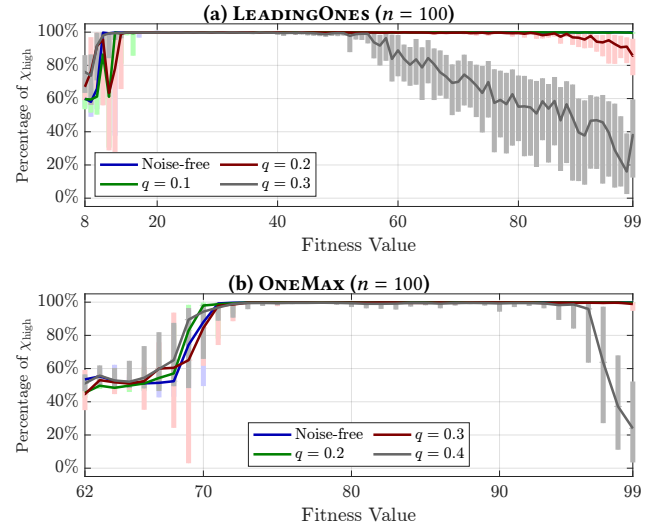 (a) LEADINGONES (n = 100)
Percentage of χhigh
100%
80%
60%
40%
20%
0%
Noise-free
q = 0.1
q = 0.2
q = 0.3
8
20
40
60
80
99
Fitness Value
(b) ONEMAX (n = 100)
Percentage of χhigh
100%
80%
60%
40%
20%
0%
Noise-free
q = 0.2
q = 0.3
q = 0.4
62
70
80
90
99
Fitness Value